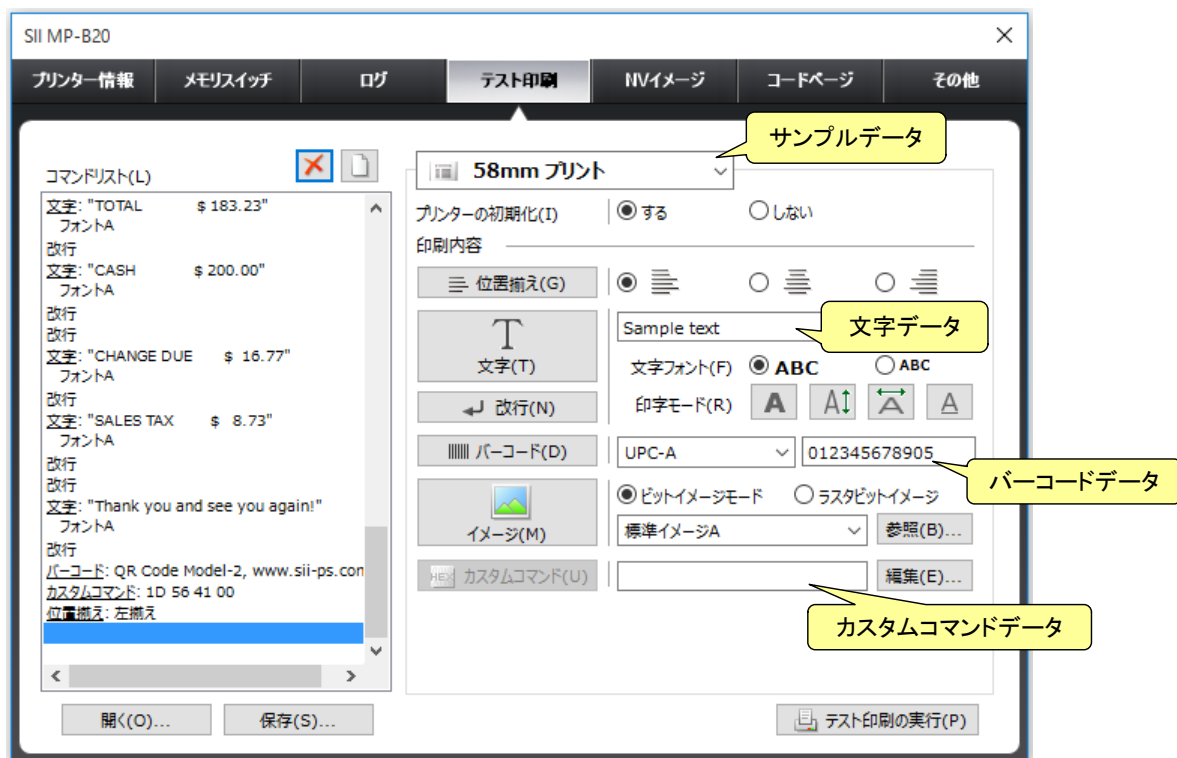 SII MP-B20
プリンター情報 メモリスイッチ ログ テスト印刷 NVイメージ コードページ その他
サンプルデータ
コマンドリスト(L)
58mm プリント
文字: "TOTAL $ 183.23"
フォントA
改行
文字: "CASH $ 200.00"
フォントA
改行
改行
文字: "CHANGE DUE $ 16.77"
フォントA
改行
文字: "SALES TAX $ 8.73"
フォントA
改行
改行
文字: "Thank you and see you again!"
フォントA
改行
バーコード: QR Code Model-2, www.sii-ps.con
カスタムコマンド: 1D 56 41 00
位置揃え: 左揃え
開く(O)... 保存(S)...
プリンターの初期化(I) する しない
印刷内容
位置揃え(G)
文字(T)
Sample text
文字データ
文字フォント(F) ABC ABC
改行(N)
印字モード(R) A A A A
バーコード(D) UPC-A 012345678905
バーコードデータ
イメージ(M)
ビットイメージモード ラスタビットイメージ
標準イメージA 参照(B)...
HEX カスタムコマンド(U) 編集(E)...
カスタムコマンドデータ
テスト印刷の実行(P)